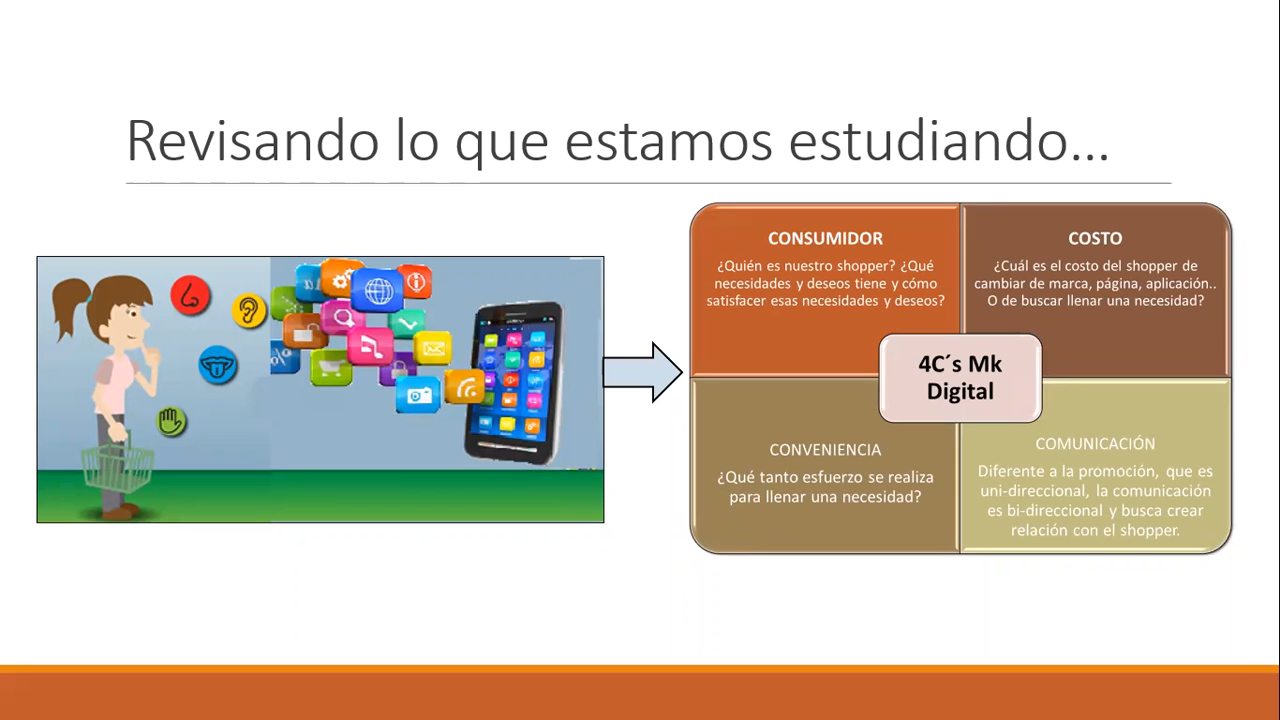 Revisando lo que estamos estudiando...
CONSUMIDOR
¿Quién es nuestro shopper? ¿Qué
necesidades y deseos tiene y cómo
satisfacer esas necesidades y deseos?
COSTO
¿Cuál es el costo del shopper de
cambiar de marca, página, aplicación..
O de buscar llenar una necesidad?
4C´s Mk
Digital
CONVENIENCIA
¿Qué tanto esfuerzo se realiza
para llenar una necesidad?
COMUNICACIÓN
Diferente a la promoción, que es
uni-direccional, la comunicación
es bi-direccional y busca crear
relación con el shopper.